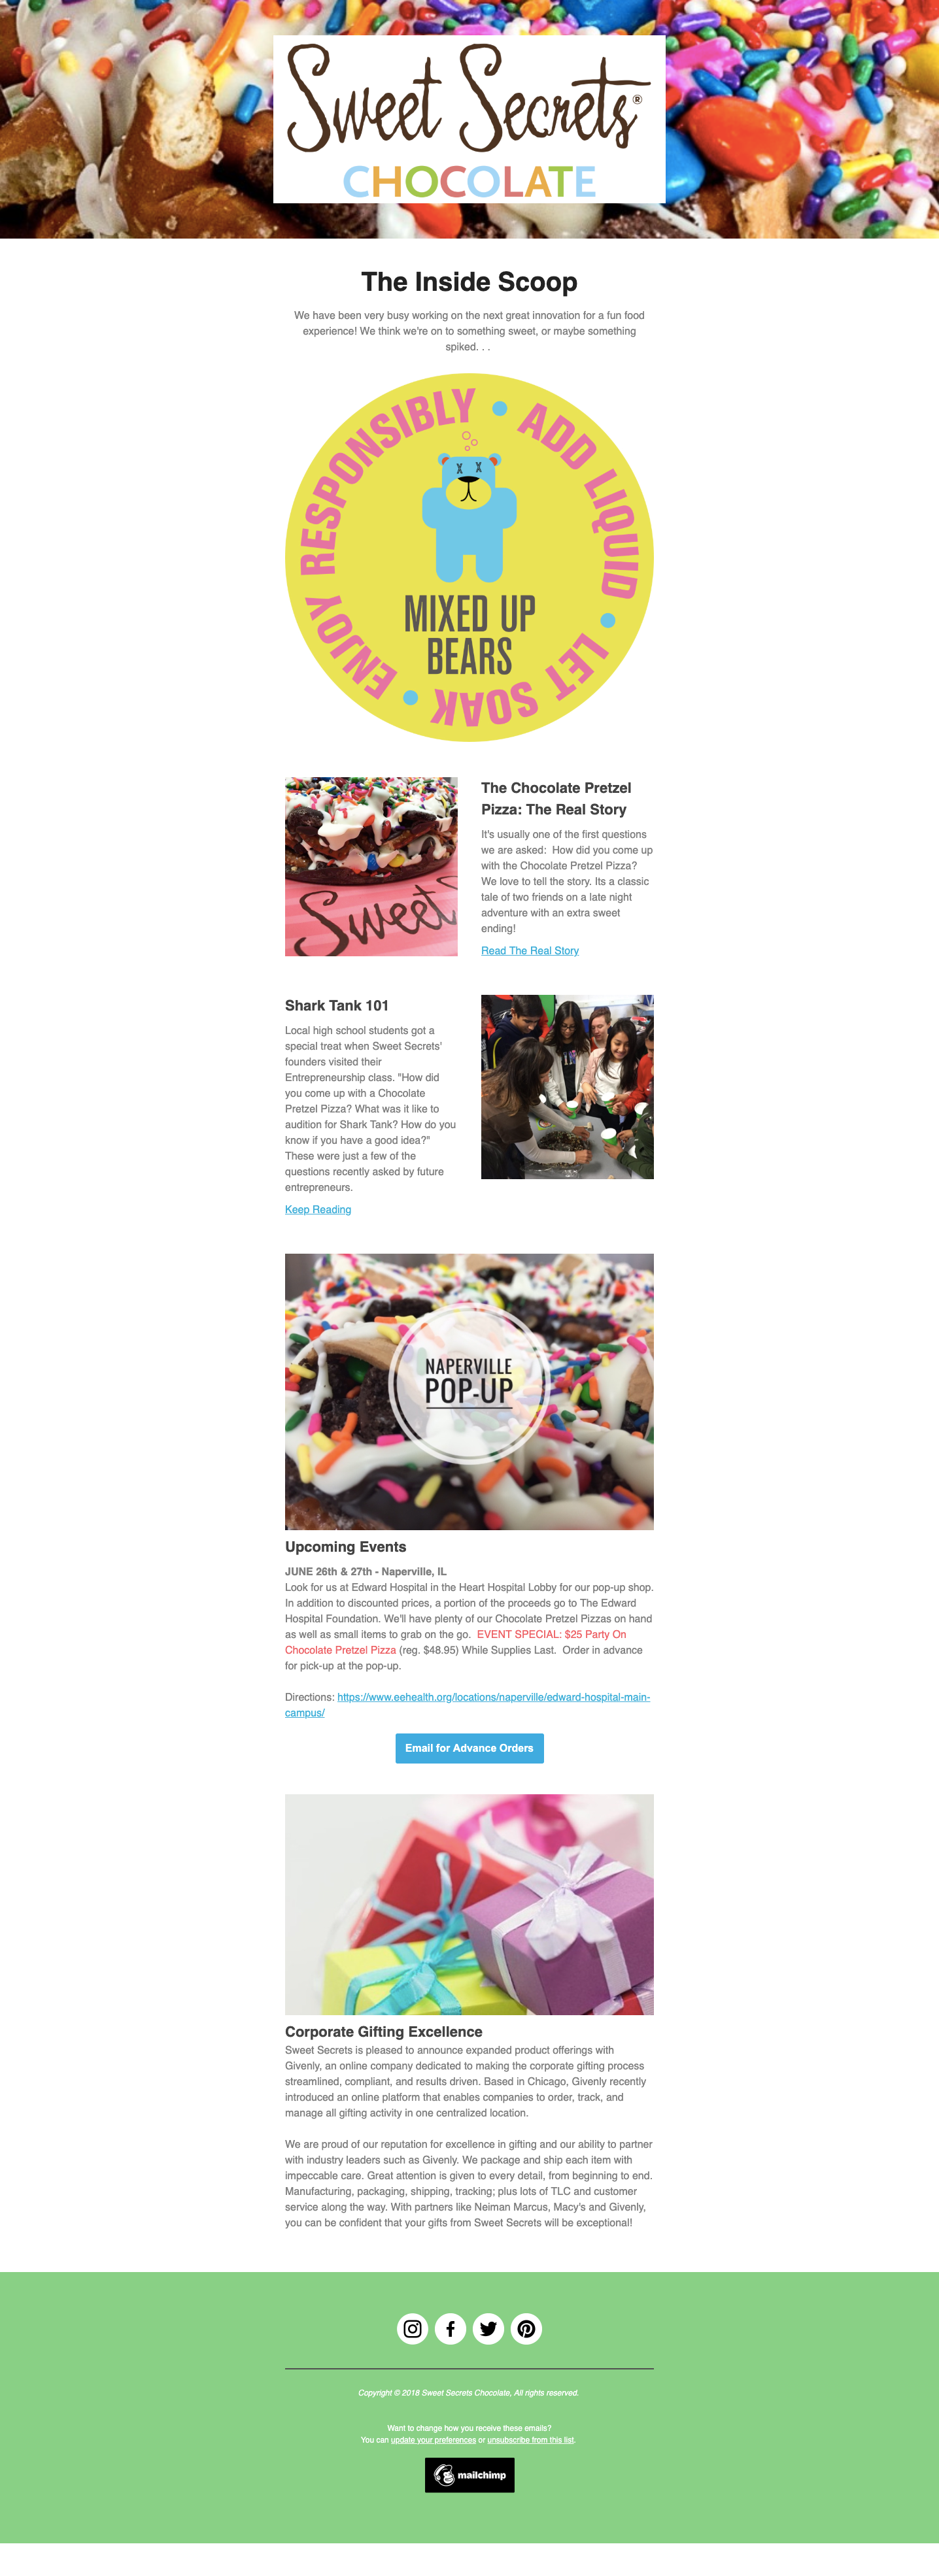 Sweet Secrets®
CHOCOLATE
The Inside Scoop
We have been very busy working on the next great innovation for a fun food
experience! We think we're on to something sweet, or maybe something
spiked. . .
ADD LIQUID • LET SOAK • ENJOY RESPONSIBLY •
MIXED UP
BEARS
Sweet
The Chocolate Pretzel
Pizza: The Real Story
It's usually one of the first questions
we are asked:  How did you come up
with the Chocolate Pretzel Pizza?
We love to tell the story. Its a classic
tale of two friends on a late night
adventure with an extra sweet
ending!
Read The Real Story
Shark Tank 101
Local high school students got a
special treat when Sweet Secrets'
founders visited their
Entrepreneurship class. "How did
you come up with a Chocolate
Pretzel Pizza? What was it like to
audition for Shark Tank? How do you
know if you have a good idea?"
These were just a few of the
questions recently asked by future
entrepreneurs.
Keep Reading
NAPERVILLE
POP-UP
Upcoming Events
JUNE 26th & 27th - Naperville, IL
Look for us at Edward Hospital in the Heart Hospital Lobby for our pop-up shop.
In addition to discounted prices, a portion of the proceeds go to The Edward
Hospital Foundation. We'll have plenty of our Chocolate Pretzel Pizzas on hand
as well as small items to grab on the go.  EVENT SPECIAL: $25 Party On
Chocolate Pretzel Pizza (reg. $48.95) While Supplies Last.  Order in advance
for pick-up at the pop-up.
Directions: https://www.eehealth.org/locations/naperville/edward-hospital-main-
campus/
Email for Advance Orders
Corporate Gifting Excellence
Sweet Secrets is pleased to announce expanded product offerings with
Givenly, an online company dedicated to making the corporate gifting process
streamlined, compliant, and results driven. Based in Chicago, Givenly recently
introduced an online platform that enables companies to order, track, and
manage all gifting activity in one centralized location.
We are proud of our reputation for excellence in gifting and our ability to partner
with industry leaders such as Givenly. We package and ship each item with
impeccable care. Great attention is given to every detail, from beginning to end.
Manufacturing, packaging, shipping, tracking; plus lots of TLC and customer
service along the way. With partners like Neiman Marcus, Macy's and Givenly,
you can be confident that your gifts from Sweet Secrets will be exceptional!
Copyright © 2018 Sweet Secrets Chocolate, All rights reserved.
Want to change how you receive these emails?
You can update your preferences or unsubscribe from this list.
mailchimp